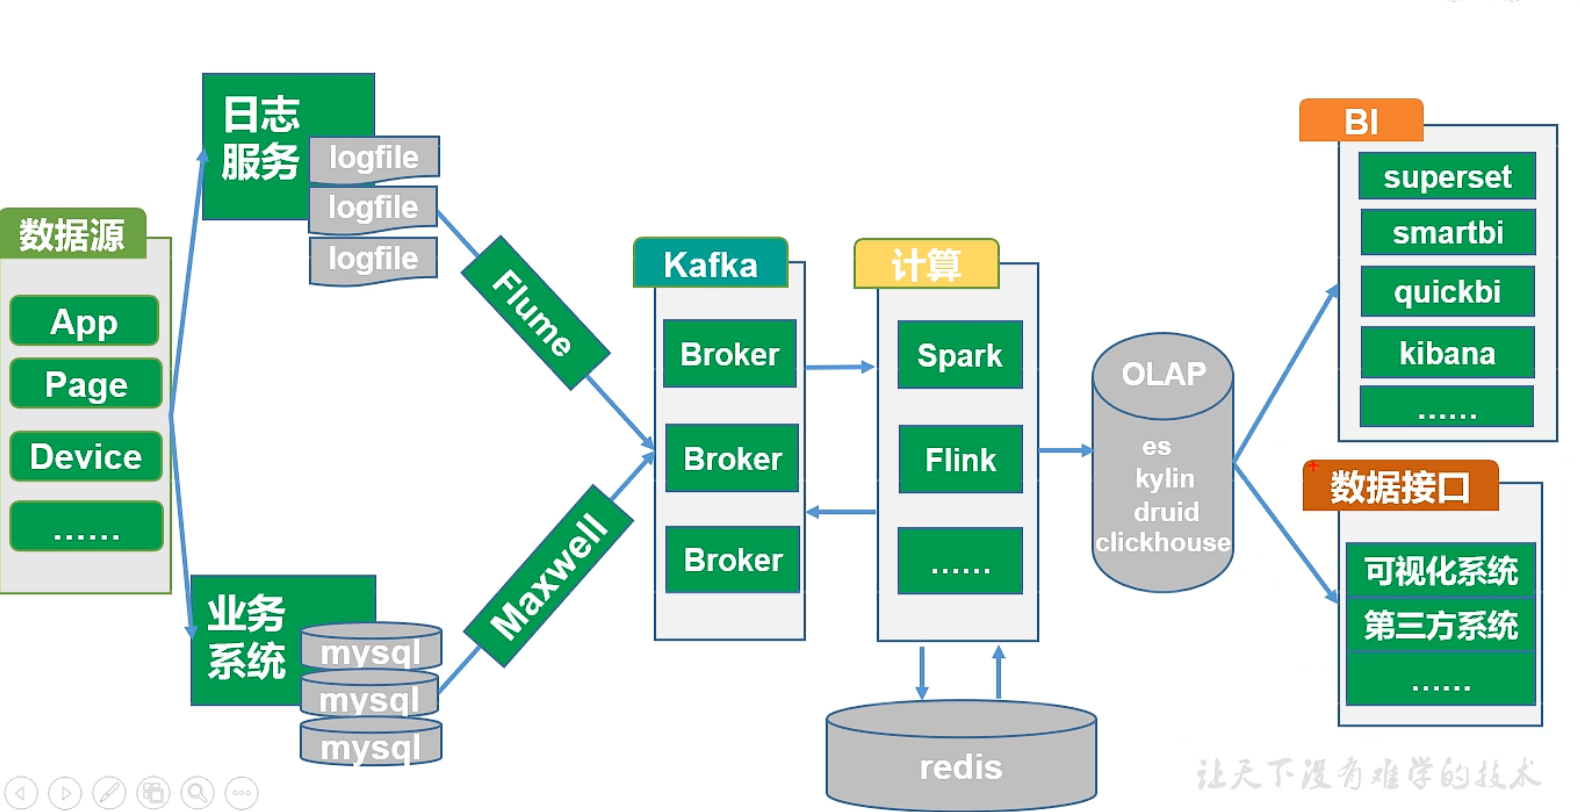 数据源
App
Page
Device
......
日志
服务
logfile
logfile
logfile
业务
系统
mysql
mysql
mysql
Flume
Maxwell
Kafka
Broker
Broker
Broker
计算
Spark
Flink
......
redis
OLAP
es
kylin
druid
clickhouse
BI
superset
smartbi
quickbi
kibana
......
数据接口
可视化系统
第三方系统
......
让天下没有难学的技术